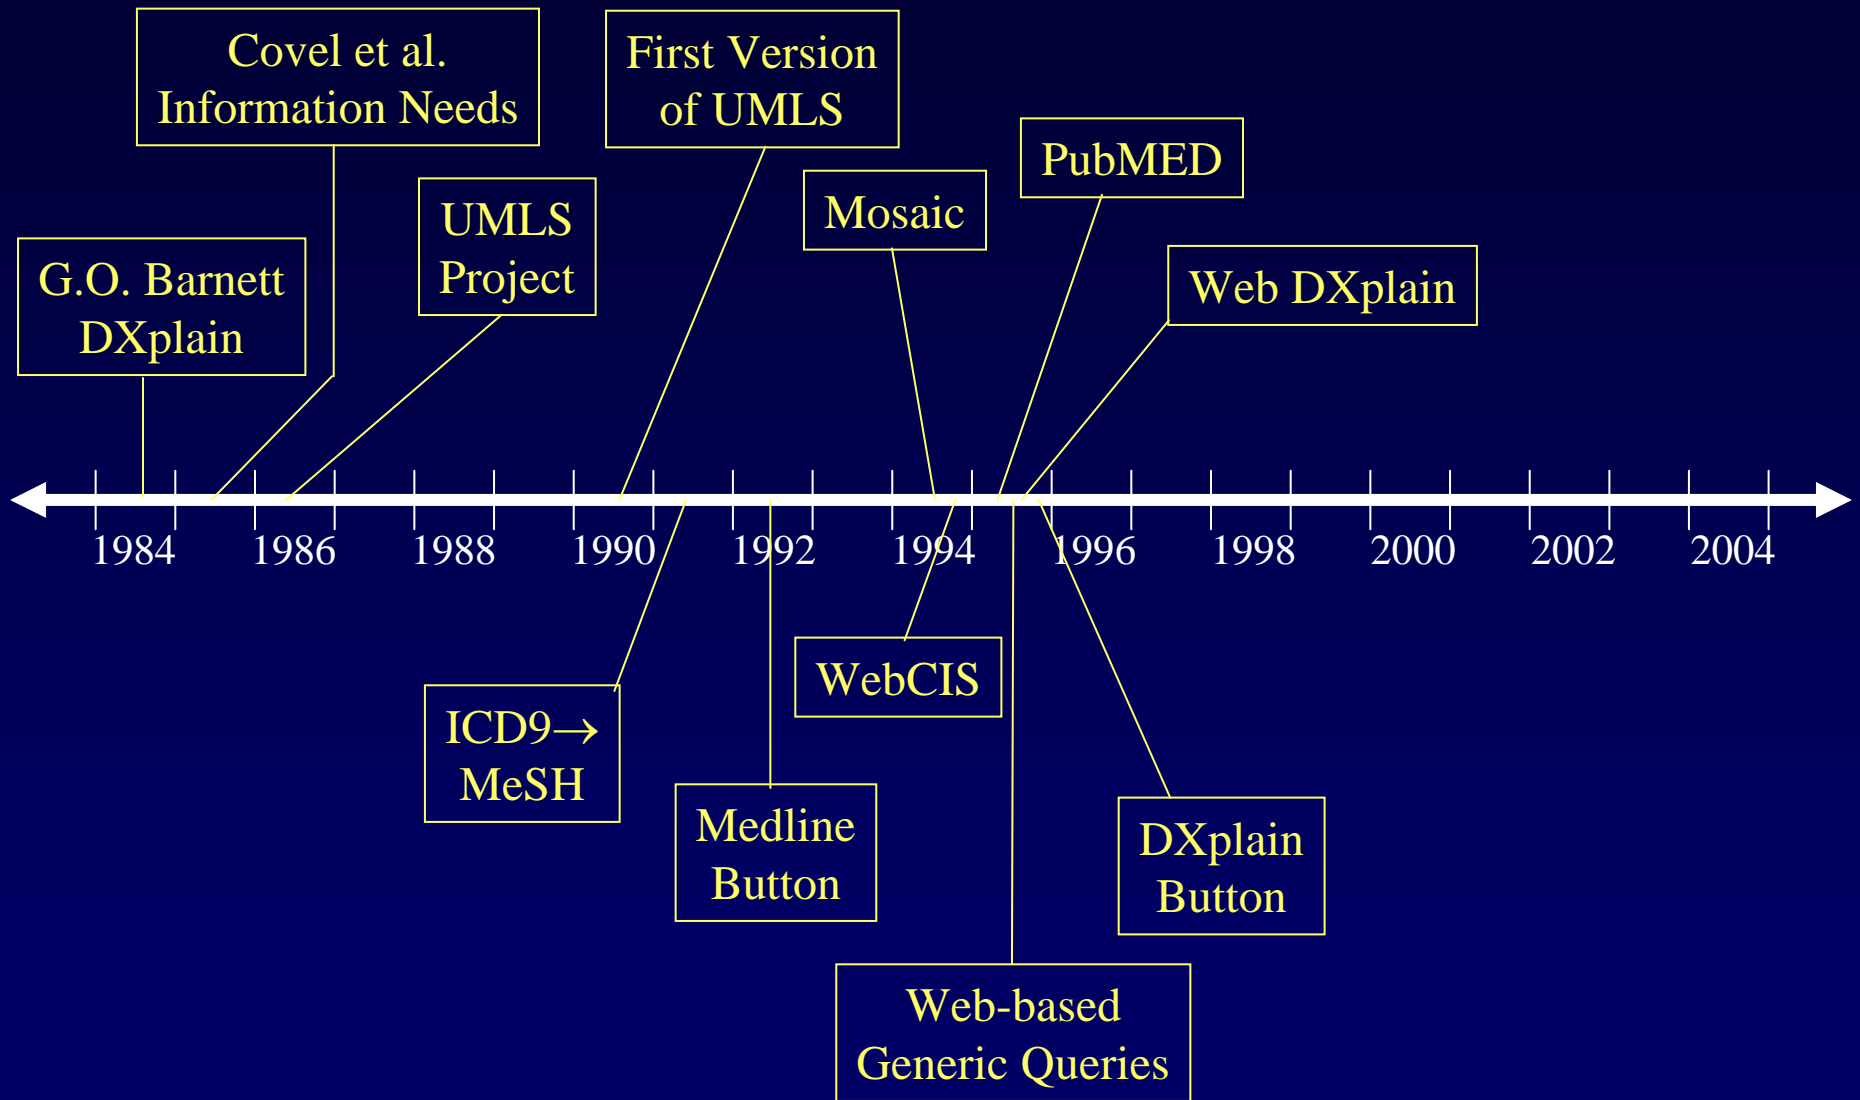 Covel et al.
Information Needs
First Version
of UMLS
PubMED
Mosaic
UMLS
Project
G.O. Barnett
DXplain
Web DXplain
1984
1986
1988
1990
1992
1994
1996
1998
2000
2002
2004
WebCIS
ICD9→
MeSH
Medline
Button
DXplain
Button
Web-based
Generic Queries